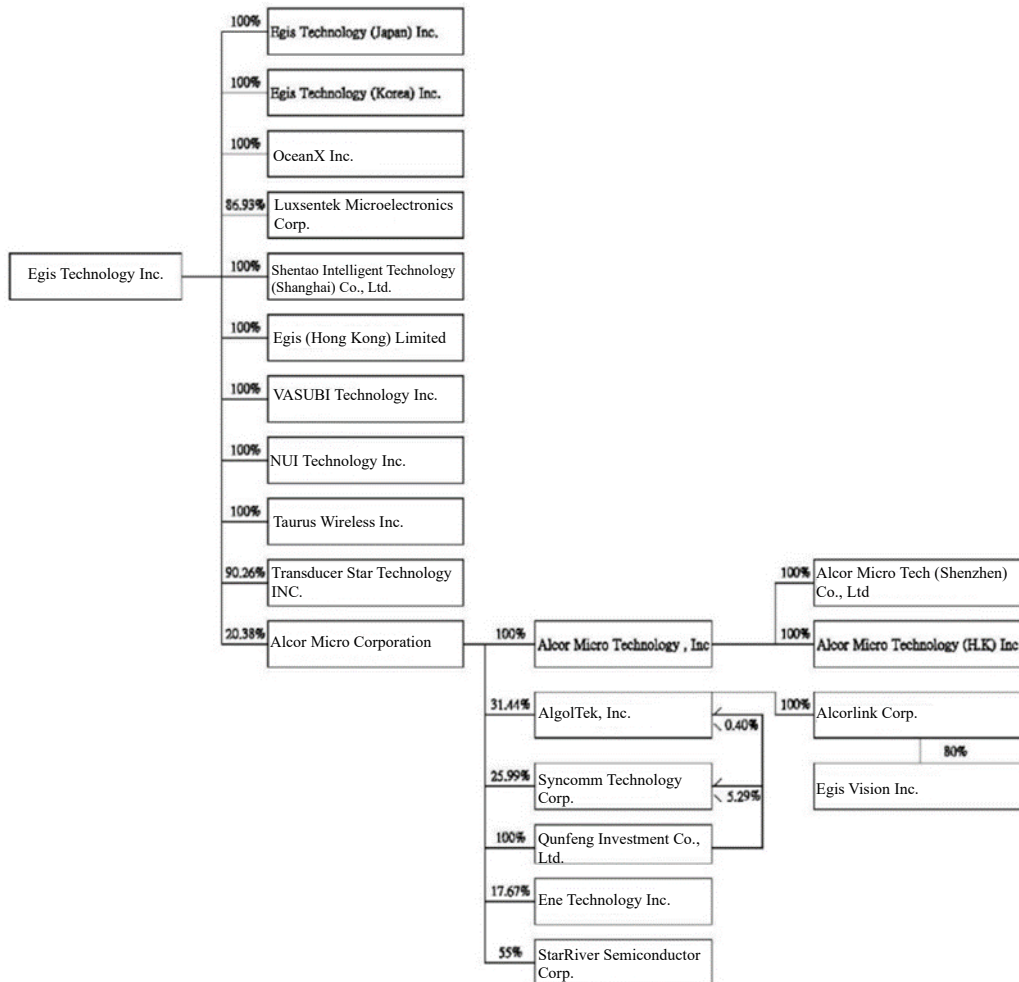 100%
Egis Technology (Japan) Inc.
100%
Egis Technology (Korea) Inc.
100%
OceanX Inc.
86.93%
Luxsentek Microelectronics
Corp.
Egis Technology Inc.
100%
Shentao Intelligent Technology
(Shanghai) Co., Ltd.
100%
Egis (Hong Kong) Limited
100%
VASUBI Technology Inc.
100%
NUI Technology Inc.
100%
Taurus Wireless Inc.
90.26%
Transducer Star Technology
INC.
100%
Alcor Micro Tech (Shenzhen)
Co., Ltd
20.38%
Alcor Micro Corporation
100%
Alcor Micro Technology , Inc
100%
Alcor Micro Technology (H.K) Inc
31.44%
AlgolTek, Inc.
0.40%
100%
Alcorlink Corp.
80%
25.99%
Syncomm Technology
Corp.
5.29%
Egis Vision Inc.
100%
Qunfeng Investment Co.,
Ltd.
17.67%
Ene Technology Inc.
55%
StarRiver Semiconductor
Corp.